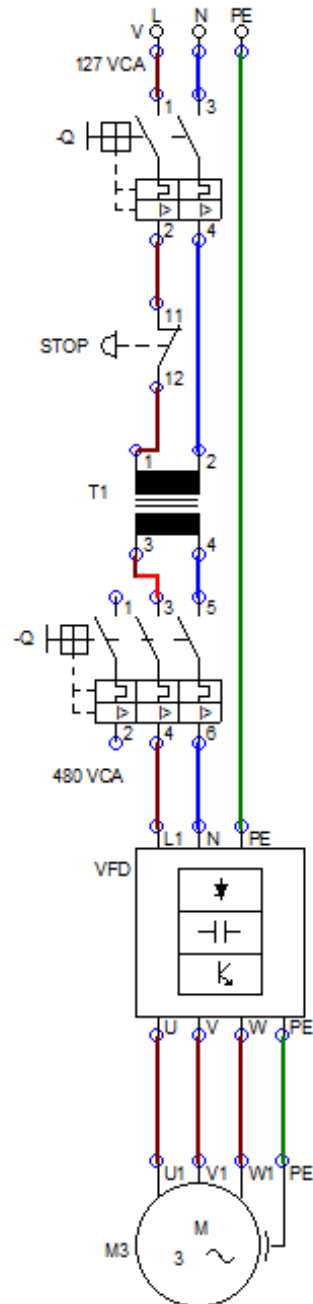 L N PE
V
127 VCA
1 3
-Q
2 4
11
STOP
12
1 2
T1
3 4
1 3 5
-Q
2 4 6
480 VCA
L1 N PE
VFD
U V W PE
U1 V1 W1 PE
M
M3
3